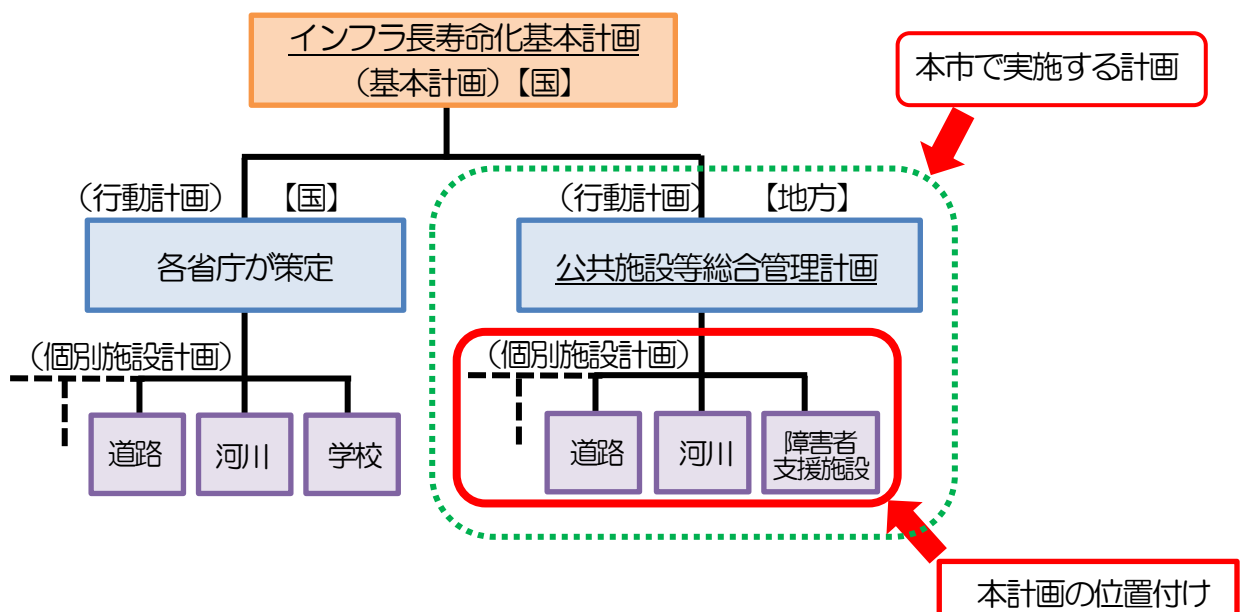 インフラ長寿命化基本計画
（基本計画）【国】
本市で実施する計画
（行動計画）　【国】
（行動計画）　【地方】
各省庁が策定
公共施設等総合管理計画
（個別施設計画）
（個別施設計画）
道路
河川
学校
道路
河川
障害者
支援施設
本計画の位置付け